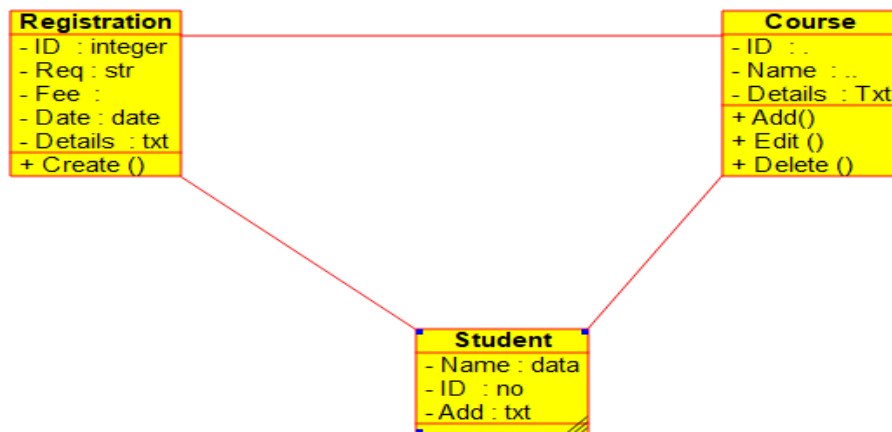 Registration
- ID : integer
- Req : str
- Fee :
- Date : date
- Details : txt
+ Create ()
Course
- ID : .
- Name : ..
- Details : Txt
+ Add()
+ Edit ()
+ Delete ()
Student
- Name : data
- ID : no
- Add : txt